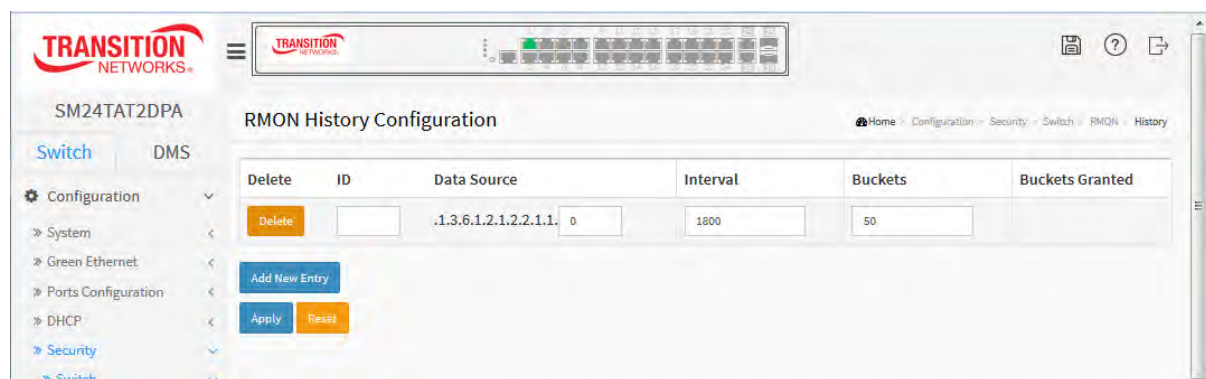 TRANSITION
NETWORKS®
TRANSITION
NETWORKS.
SM24TAT2DPA
Switch DMS
Configuration
» System
» Green Ethernet
» Ports Configuration
» DHCP
» Security
» Switch
RMON History Configuration
Home > Configuration > Security > Switch > RMON > History
Delete ID Data Source Interval Buckets Buckets Granted
Delete .1.3.6.1.2.1.2.2.1.1. 0 1800 50
Add New Entry
Apply Reset